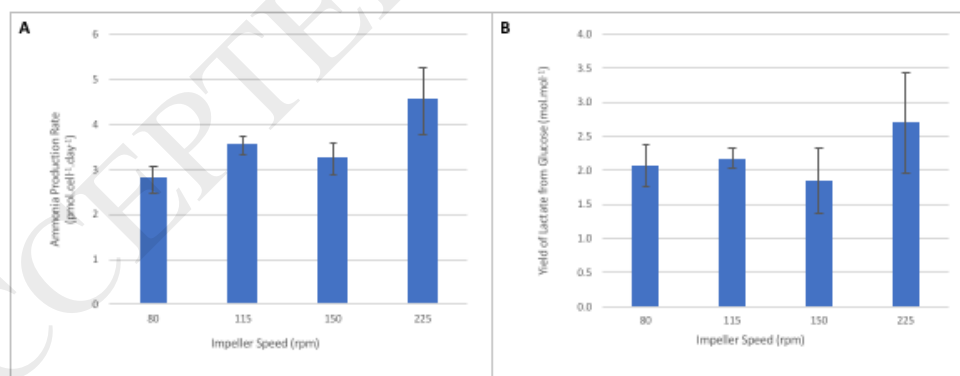 A
6
5
4
3
2
1
0
Ammonia Production Rate
(pmol.cell⁻¹.day⁻¹)
80 115 150 225
Impeller Speed (rpm)
B
4.0
3.5
3.0
2.5
2.0
1.5
1.0
0.5
0.0
Yield of Lactate from Glucose (mol.mol⁻¹)
80 115 150 225
Impeller Speed (rpm)
CCEPTE